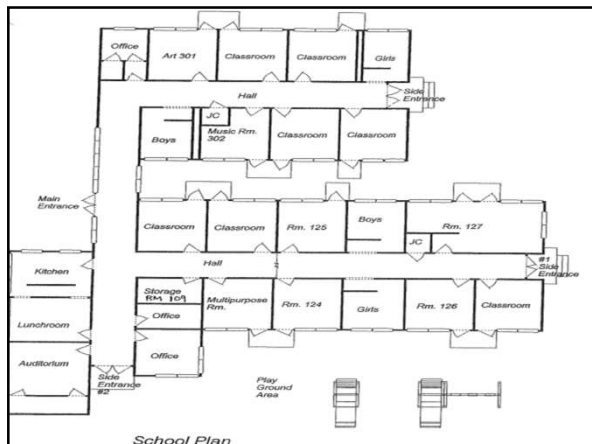 Office
Art 301
Classroom
Classroom
Girls
Hall
Side
Entrance
Boys
JC
Music Rm.
302
Classroom
Classroom
Main
Entrance
Classroom
Classroom
Rm. 125
Boys
Rm. 127
JC
Hall
#1
Side
Entrance
Kitchen
Storage
RM 109
Multipurpose
Rm.
Rm. 124
Girls
Rm. 126
Classroom
Lunchroom
Office
Auditorium
Office
Side
Entrance
#2
Play
Ground
Area
School Plan